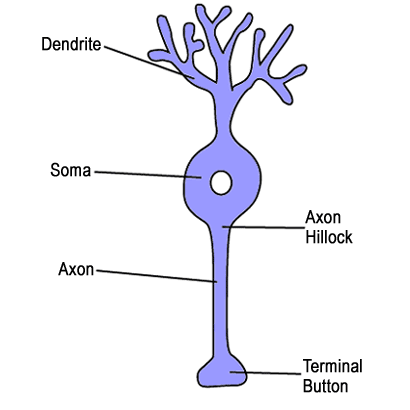 Dendrite
Soma
Axon
Hillock
Axon
Terminal
Button